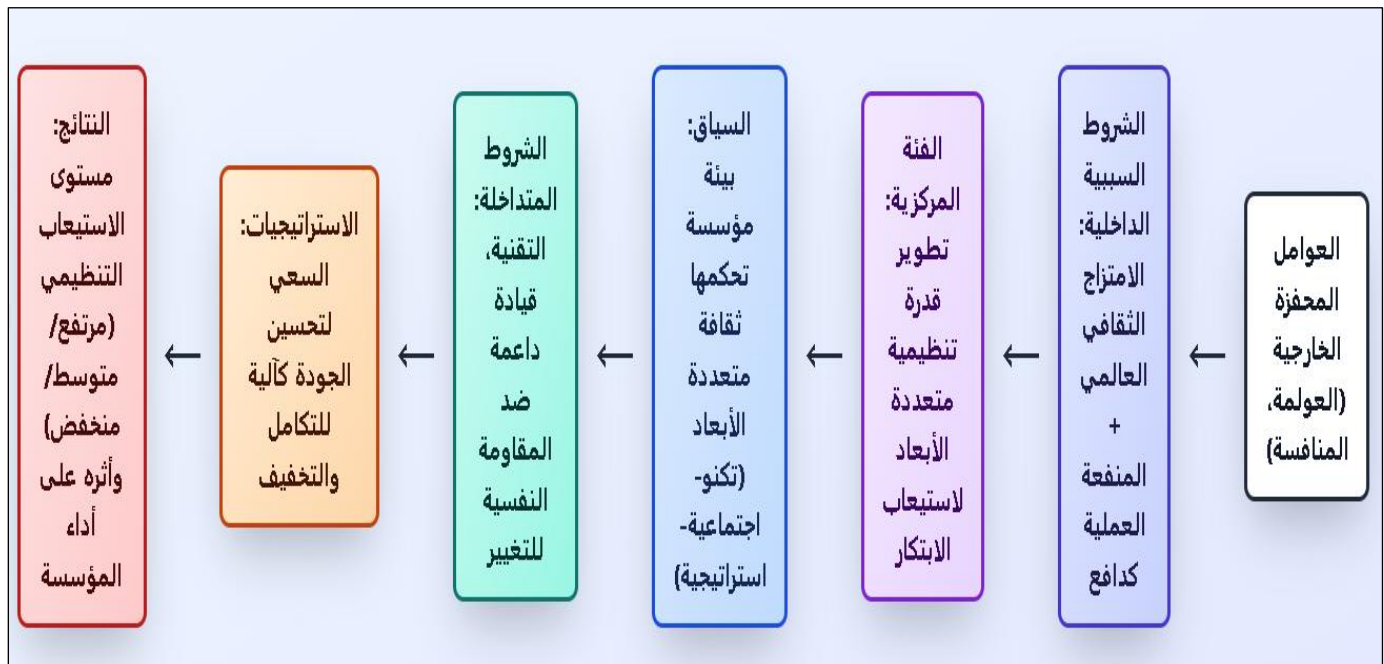 العوامل
المحفزة
الخارجية
(العولمة،
المنافسة)
←
الشروط
السببية
الداخلية:
الامتزاج
الثقافي
العالمي
+
المنفعة
العملية
كدافع
←
الفئة
المركزية:
تطوير
قدرة
تنظيمية
متعددة
الأبعاد
لاستيعاب
الابتكار
←
السياق:
بيئة
مؤسسة
تحكمها
ثقافة
متعددة
الأبعاد
(تكنو-
اجتماعية-
استراتيجية)
←
الشروط
المتداخلة:
التقنية،
قيادة
داعمة
ضد
المقاومة
النفسية
للتغيير
←
الاستراتيجيات:
السعي
لتحسين
الجودة كآلية
للتكامل
والتخفيف
←
النتائج:
مستوى
الاستيعاب
التنظيمي
(مرتفع/
متوسط/
منخفض)
وأثره على
أداء
المؤسسة